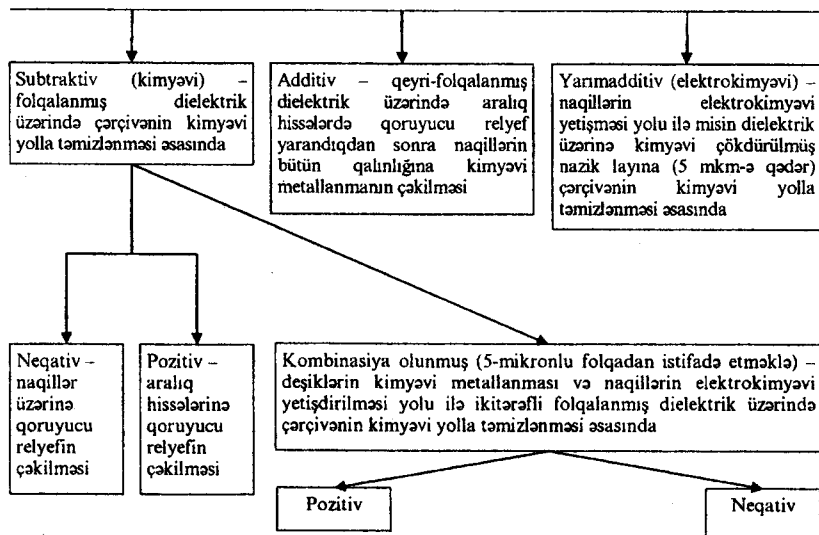 Subtraktiv (kimyəvi) –
folqalanmış dielektrik
üzərində çərçivənin kimyəvi
yolla təmizlənməsi əsasında
Additiv – qeyri-folqalanmış
dielektrik üzərində aralıq
hissələrdə qoruyucu relyef
yarandıqdan sonra naqillərin
bütün qalınlığına kimyəvi
metallanmanın çəkilməsi
Yarımadditiv (elektrokimyəvi) –
naqillərin elektrokimyəvi
yetişməsi yolu ilə misin dielektrik
üzərinə kimyəvi çökdürülmüş
nazik layına (5 mkm-ə qədər)
çərçivənin kimyəvi yolla
təmizlənməsi əsasında
Neqativ –
naqillər
üzərinə
qoruyucu
relyefin
çəkilməsi
Pozitiv –
aralıq
hissələrinə
qoruyucu
relyefin
çəkilməsi
Kombinasiya olunmuş (5-mikronlu folqadan istifadə etməklə) –
deşiklərin kimyəvi metallanması və naqillərin elektrokimyəvi
yetişdirilməsi yolu ilə ikitərəfli folqalanmış dielektrik üzərində
çərçivənin kimyəvi yolla təmizlənməsi əsasında
Pozitiv
Neqativ